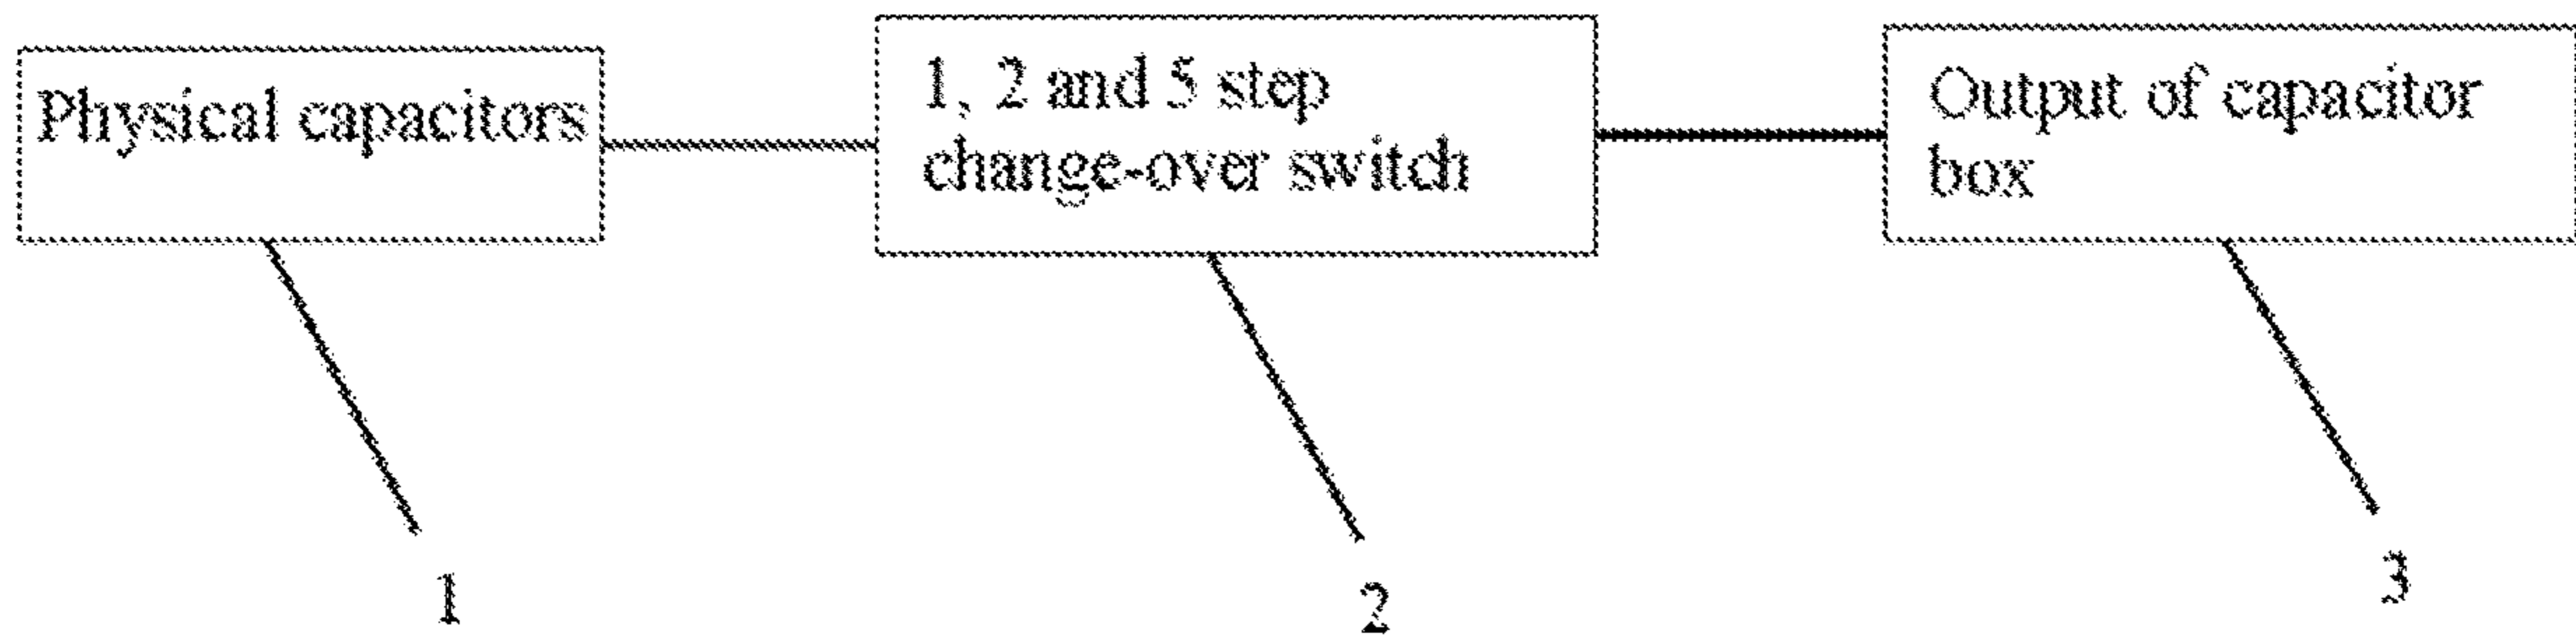 Physical capacitors
1, 2 and 5 step
change-over switch
Output of capacitor
box
1
2
3